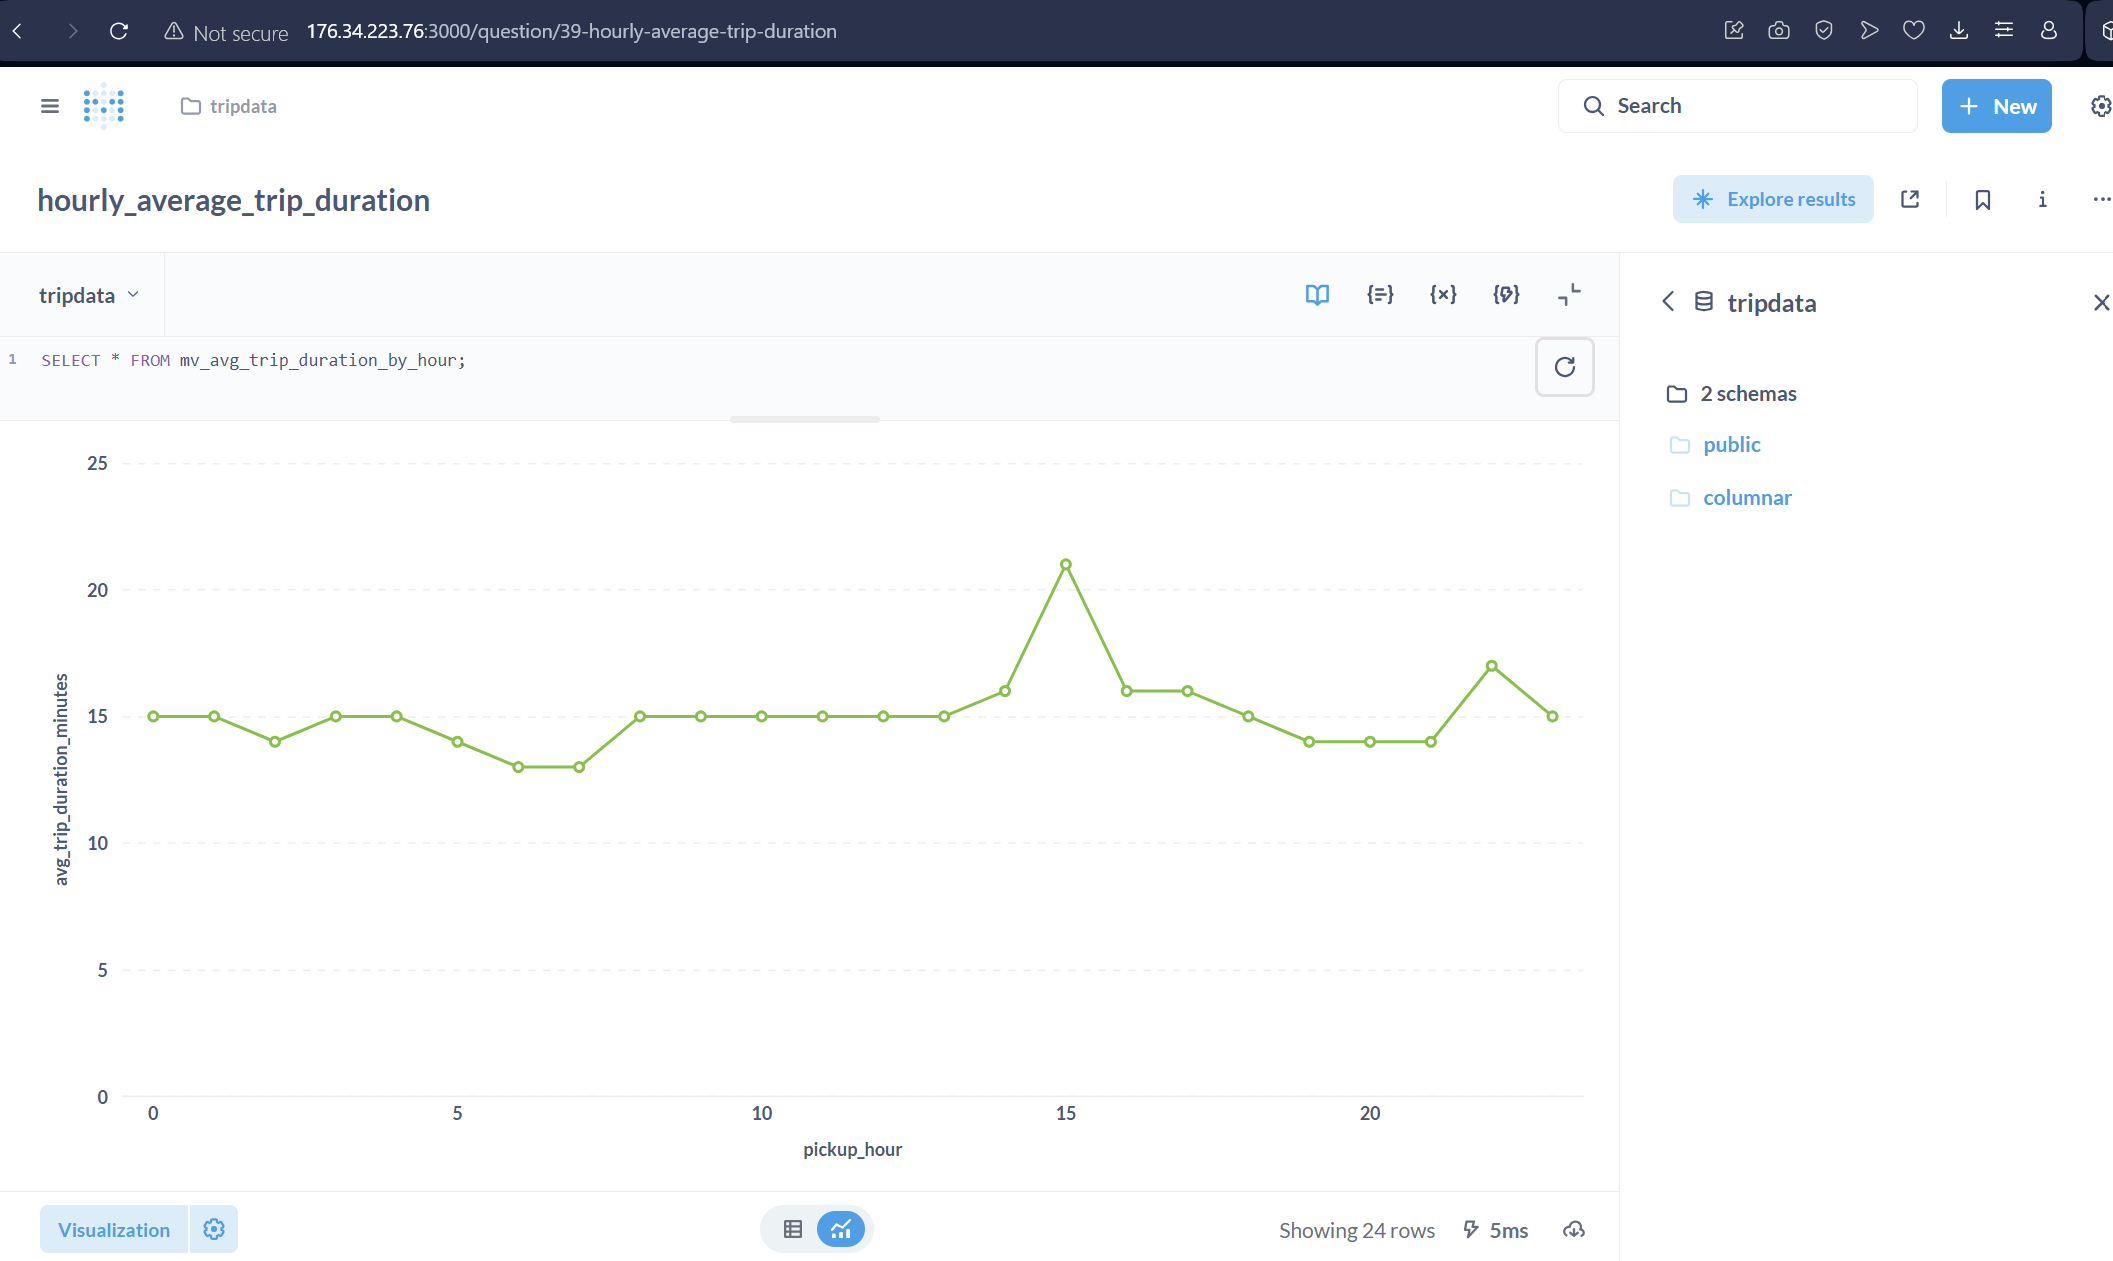 Not secure 176.34.223.76:3000/question/39-hourly-average-trip-duration
tripdata
Search
New
hourly_average_trip_duration
Explore results
tripdata
1 SELECT * FROM mv_avg_trip_duration_by_hour;
25
20
15
10
5
0
avg_trip_duration_minutes
0 5 10 15 20
pickup_hour
Visualization
Showing 24 rows
5ms
tripdata
2 schemas
public
columnar